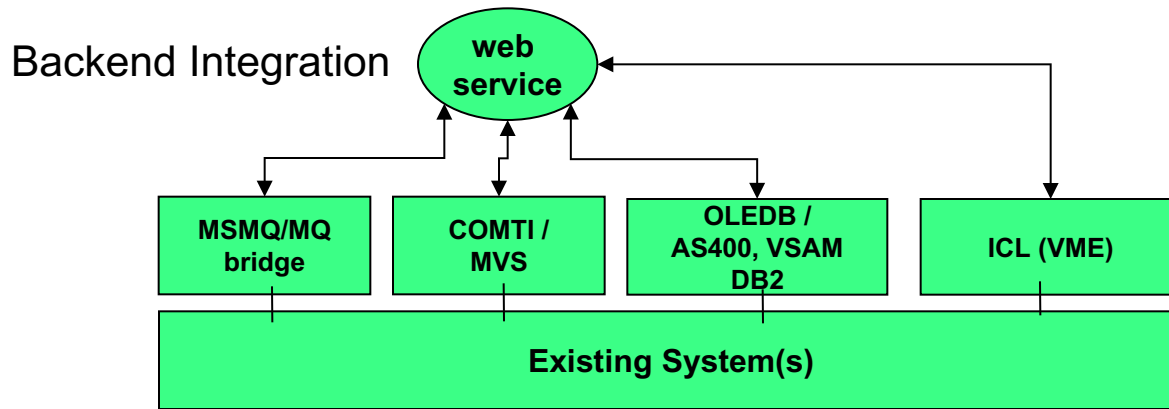 Backend Integration
web
service
MSMQ/MQ
bridge
COMTI /
MVS
OLEDB /
AS400, VSAM
DB2
ICL (VME)
Existing System(s)